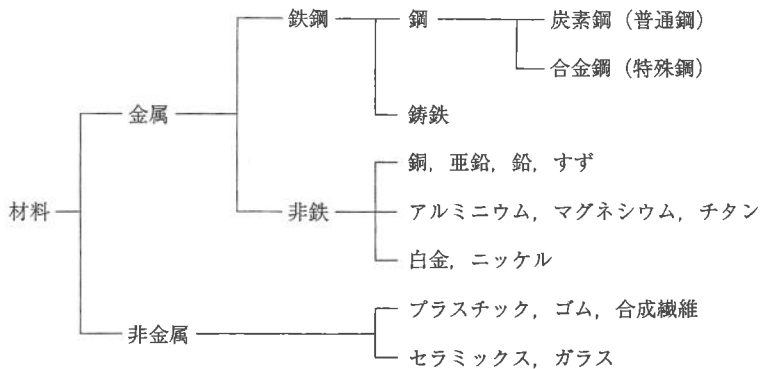 鉄鋼 鋼 炭素鋼（普通鋼）
合金鋼（特殊鋼）
金属 鋳鉄
銅，亜鉛，鉛，すず
材料 非鉄 アルミニウム，マグネシウム，チタン
白金，ニッケル
プラスチック，ゴム，合成繊維
非金属
セラミックス，ガラス